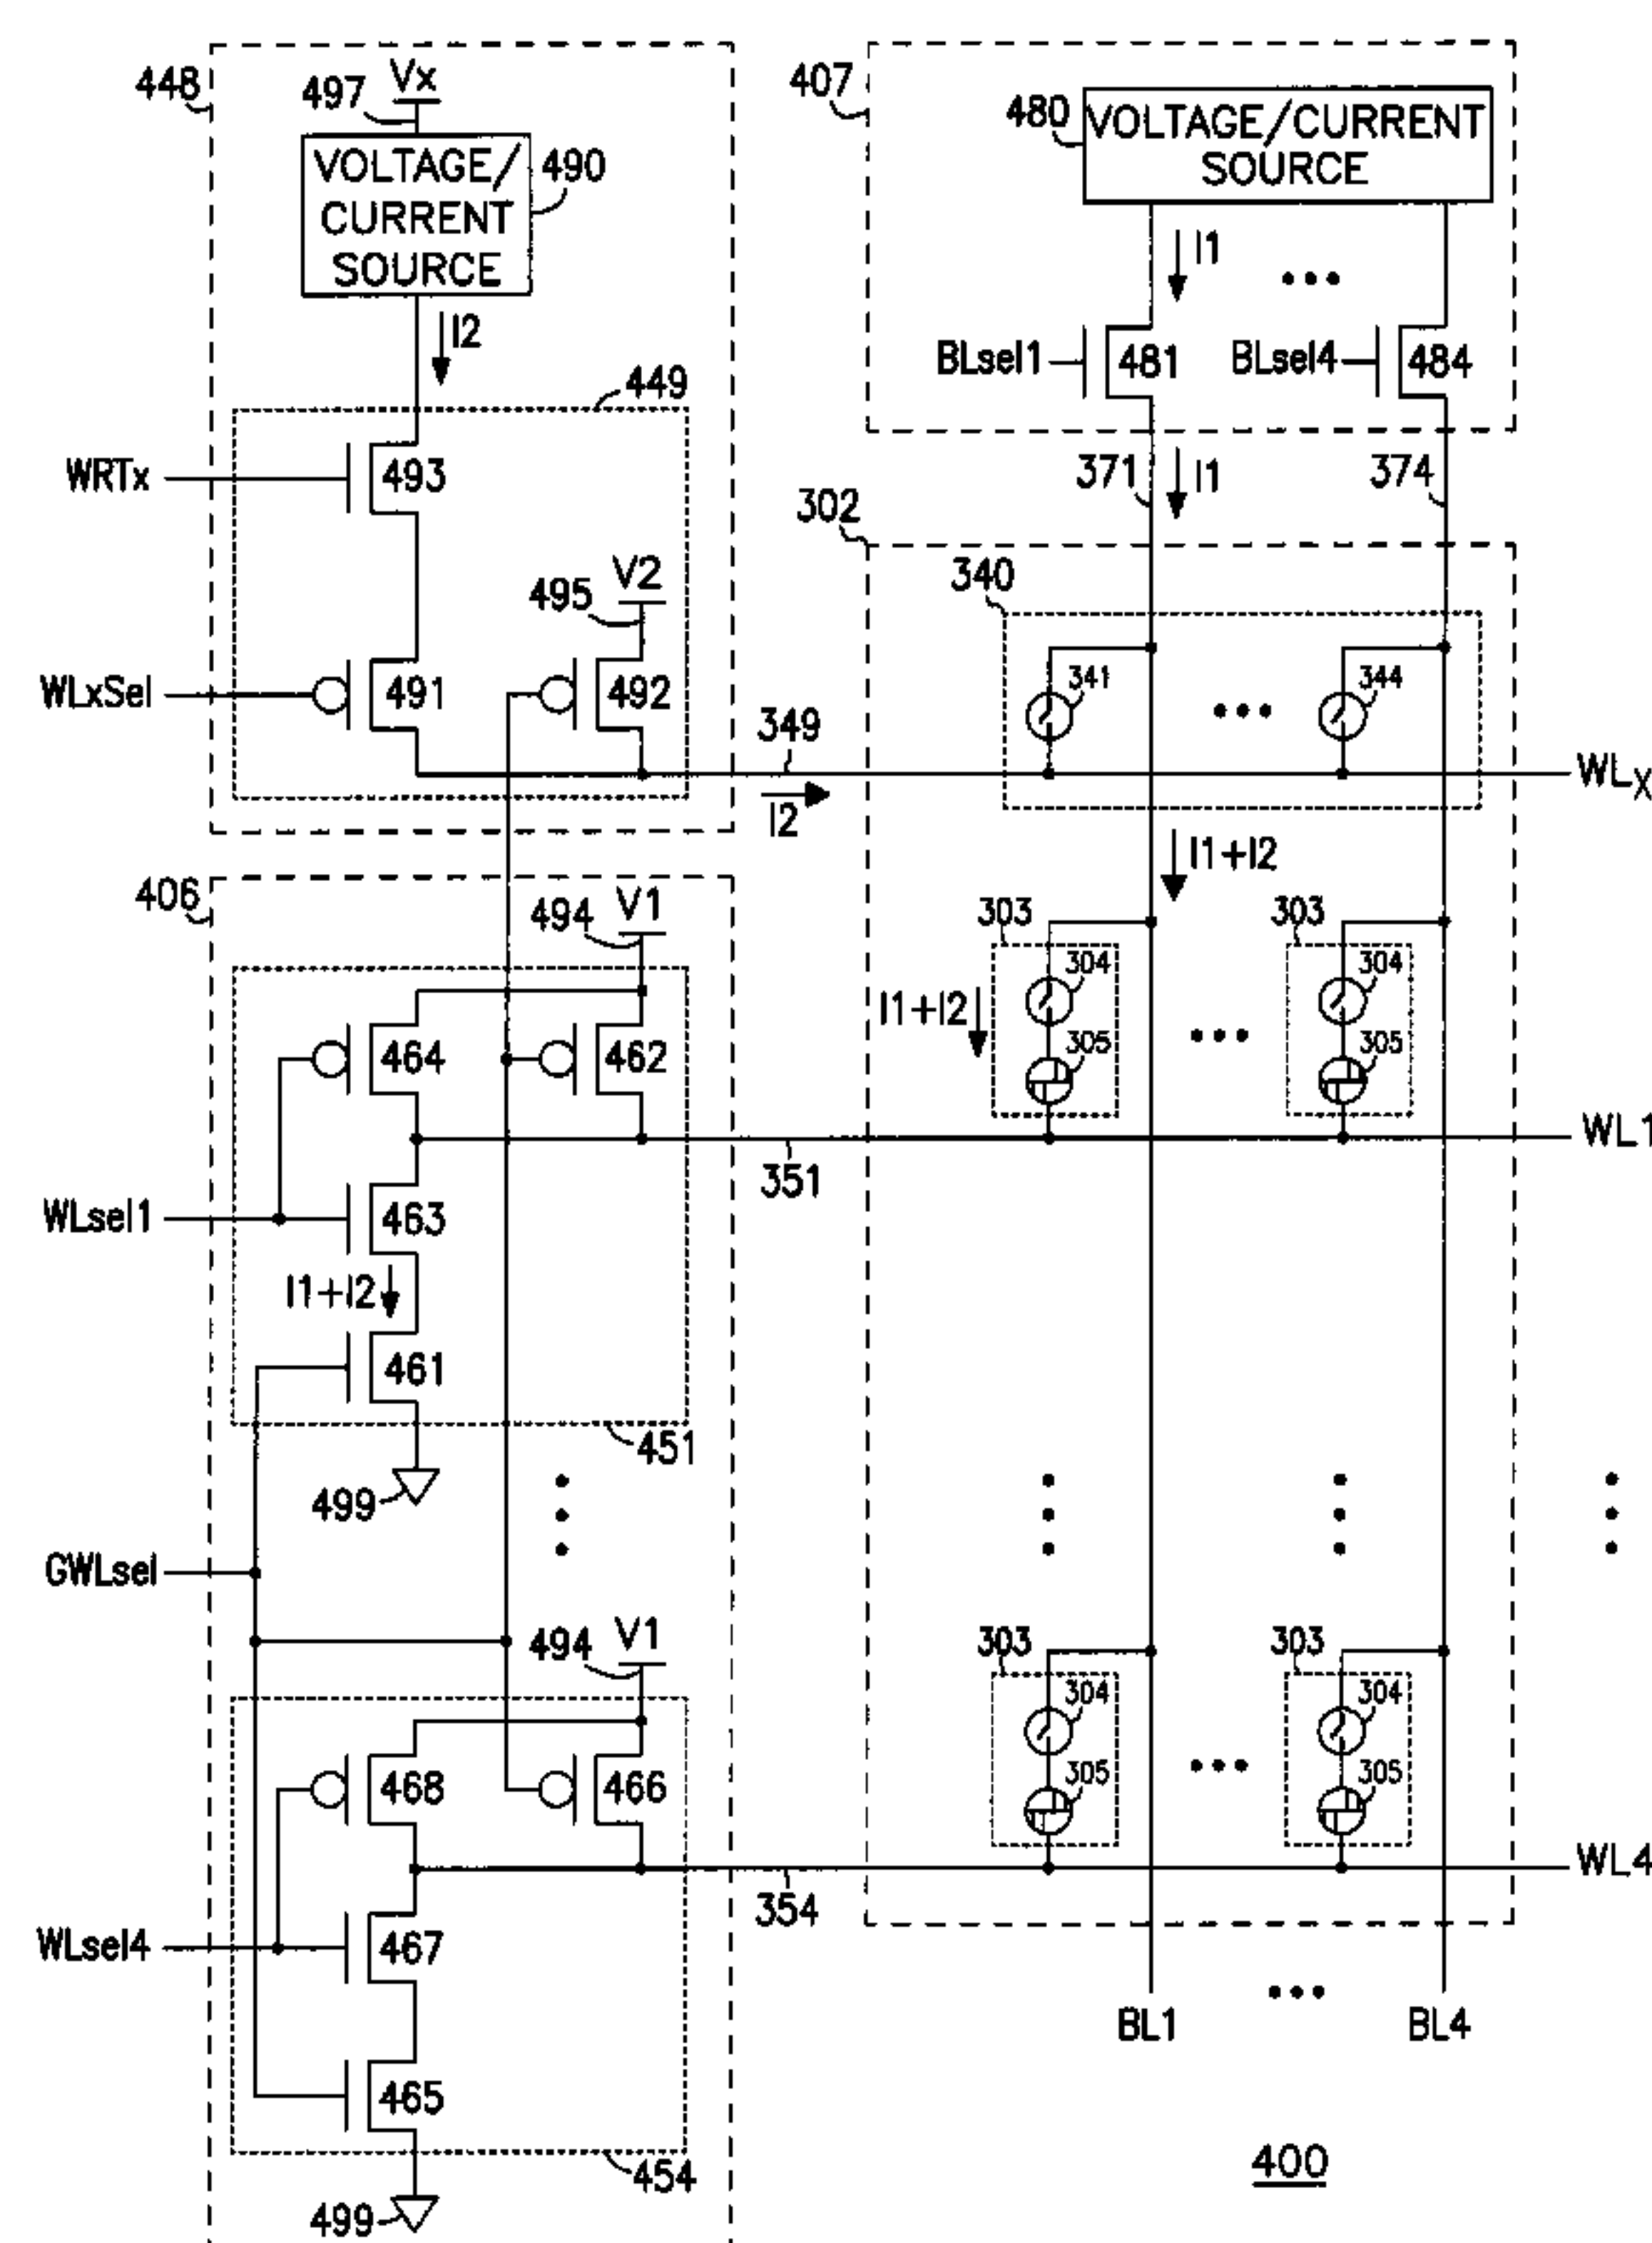 448
497
Vx
VOLTAGE/
CURRENT
SOURCE
490
I2
449
WRTx
493
V2
495
WLxSel
491
492
349
I2
407
480
VOLTAGE/CURRENT
SOURCE
I1
•••
BLsel1
481
BLsel4
484
371
I1
374
302
340
341
•••
344
WLX
I1+I2
406
V1
494
464
462
303
304
305
I1+I2
•••
303
304
305
WL1
351
WLsel1
463
I1+I2
461
451
499
GWLsel
V1
494
468
466
303
304
305
•••
303
304
305
WL4
354
WLsel4
467
465
454
499
BL1
•••
BL4
400